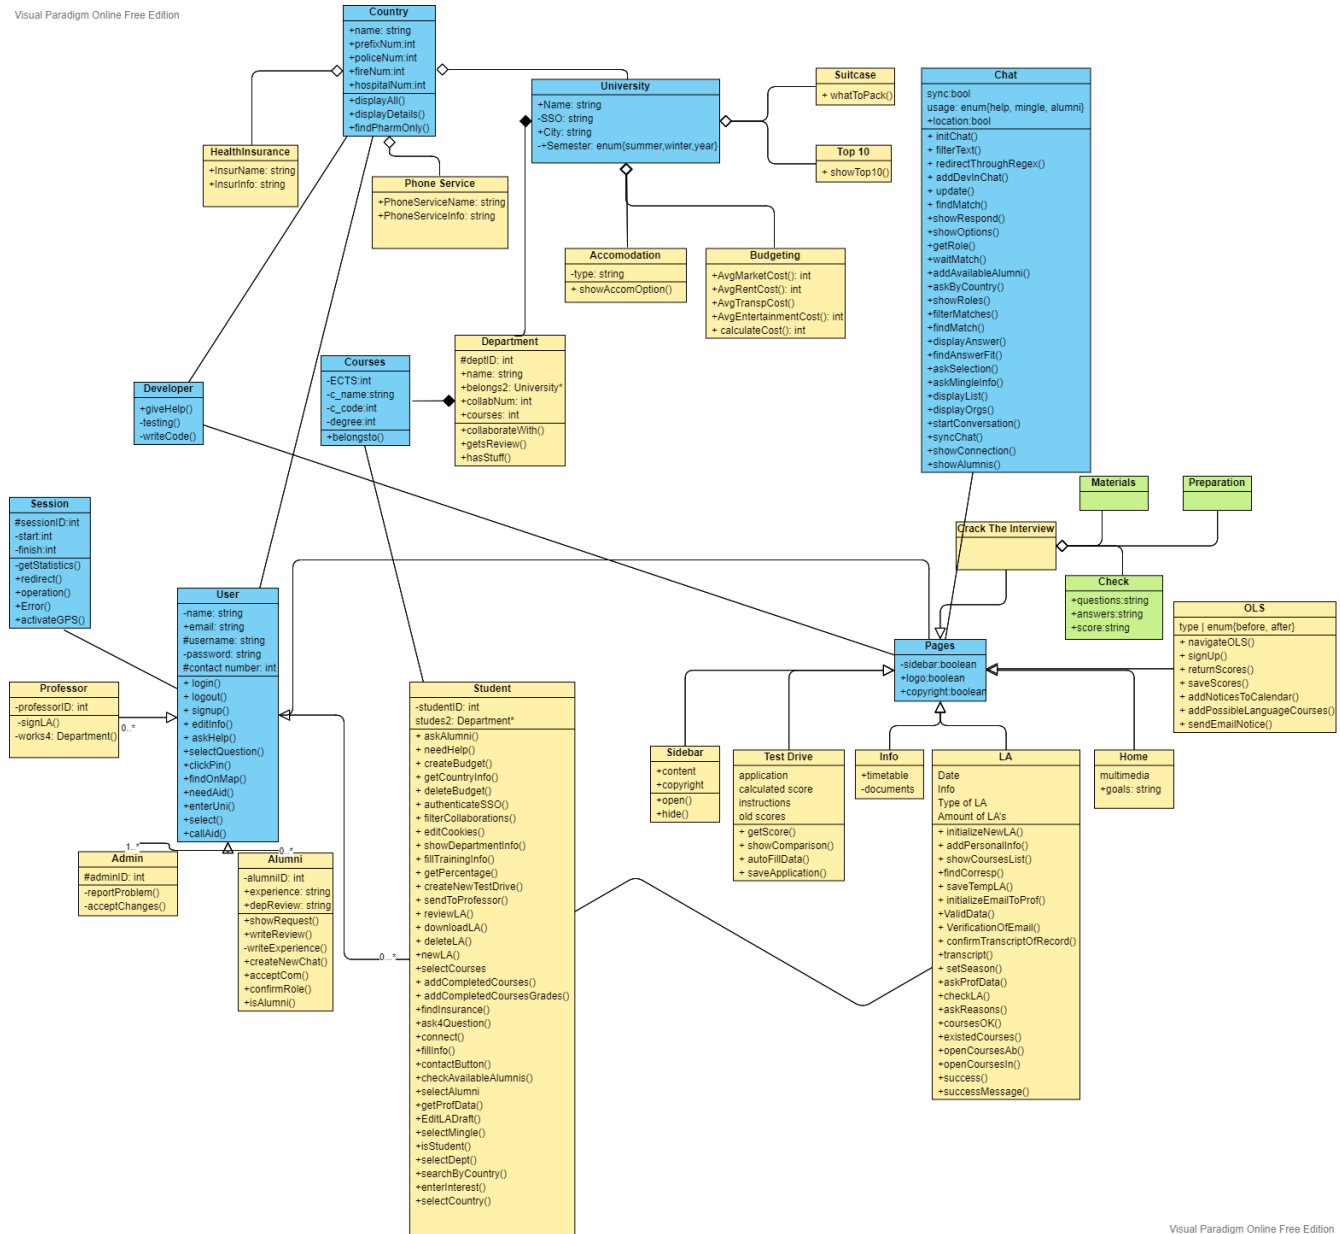 Visual Paradigm Online Free Edition
Country
+name: string
+prefixNum:int
+policeNum:int
+fireNum:int
+hospitalNum:int
+displayAll()
+displayDetails()
+findPharmOnly()
University
+Name: string
-SSO: string
+City: string
-+Semester: enum{summer,winter,year}
Suitcase
+ whatToPack()
Top 10
+ showTop10()
Chat
sync:bool
usage: enum{help, mingle, alumni}
+location:bool
+ initChat()
+ filterText()
+ redirectThroughRegex()
+ addDevInChat()
+ update()
+ findMatch()
+showRespond()
+showOptions()
+getRole()
+waitMatch()
+addAvailableAlumni()
+askByCountry()
+showRoles()
+filterMatches()
+findMatch()
+displayAnswer()
+findAnswerFit()
+askSelection()
+askMingleInfo()
+displayList()
+displayOrgs()
+startConversation()
+syncChat()
+showConnection()
+showAlumnis()
HealthInsurance
+InsurName: string
+InsurInfo: string
Phone Service
+PhoneServiceName: string
+PhoneServiceInfo: string
Accomodation
-type: string
+ showAccomOption()
Budgeting
+AvgMarketCost(): int
+AvgRentCost(): int
+AvgTranspCost()
+AvgEntertainmentCost(): int
+ calculateCost(): int
Department
#deptID: int
+name: string
+belongs2: University*
+collabNum: int
+courses: int
+collaborateWith()
+getsReview()
+hasStuff()
Courses
-ECTS:int
-c_name:string
-c_code:int
-degree:int
+belongsto()
Developer
+giveHelp()
-testing()
-writeCode()
Materials
Preparation
Crack The Interview
Check
+questions:string
+answers:string
+score:string
Session
#sessionID:int
-start:int
-finish:int
-getStatistics()
+redirect()
+operation()
+Error()
+activateGPS()
User
-name: string
+email: string
#username: string
-password: string
#contact number: int
+ login()
+ logout()
+ signup()
+ editInfo()
+ askHelp()
+selectQuestion()
+clickPin()
+findOnMap()
+needAid()
+enterUni()
+select()
+callAid()
OLS
type | enum{before, after}
+ navigateOLS()
+ signUp()
+ returnScores()
+ saveScores()
+ addNoticesToCalendar()
+ addPossibleLanguageCourses()
+ sendEmailNotice()
Pages
-sidebar:boolean
+logo:boolean
+copyright:boolean
Professor
-professorID: int
-signLA()
-works4: Department()
0..*
Student
-studentID: int
studes2: Department*
+ askAlumni()
+ needHelp()
+ createBudget()
+ getCountryInfo()
+ deleteBudget()
+ authenticateSSO()
+ filterCollaborations()
+ editCookies()
+ showDepartmentInfo()
+ fillTrainingInfo()
+ getPercentage()
+ createNewTestDrive()
+ sendToProfessor()
+ reviewLA()
+ downloadLA()
+ deleteLA()
+newLA()
+selectCourses
+ addCompletedCourses()
+ addCompletedCoursesGrades()
+findInsurance()
+ask4Question()
+connect()
+fillInfo()
+contactButton()
+checkAvailableAlumnis()
+selectAlumni
+getProfData()
+EditLADraft()
+selectMingle()
+isStudent()
+selectDept()
+searchByCountry()
+enterInterest()
+selectCountry()
Sidebar
+content
+copyright
+open()
+hide()
Test Drive
application
calculated score
instructions
old scores
+ getScore()
+ showComparison()
+ autoFillData()
+ saveApplication()
Info
+timetable
-documents
LA
Date
Info
Type of LA
Amount of LA's
+ initializeNewLA()
+ addPersonalInfo()
+ showCoursesList()
+findCorresp()
+ saveTempLA()
+ initializeEmailToProf()
+ValidData()
+ VerificationOfEmail()
+ confirmTranscriptOfRecord()
+transcript()
+ setSeason()
+askProfData()
+checkLA()
+askReasons()
+coursesOK()
+existedCourses()
+openCoursesAb()
+openCoursesIn()
+success()
+successMessage()
Home
multimedia
+goals: string
1..*
0..*
Admin
#adminID: int
-reportProblem()
-acceptChanges()
Alumni
-alumniID: int
+experience: string
+depReview: string
+showRequest()
+writeReview()
-writeExperience()
+createNewChat()
+acceptCom()
+confirmRole()
+isAlumni()
0...*
Visual Paradigm Online Free Edition